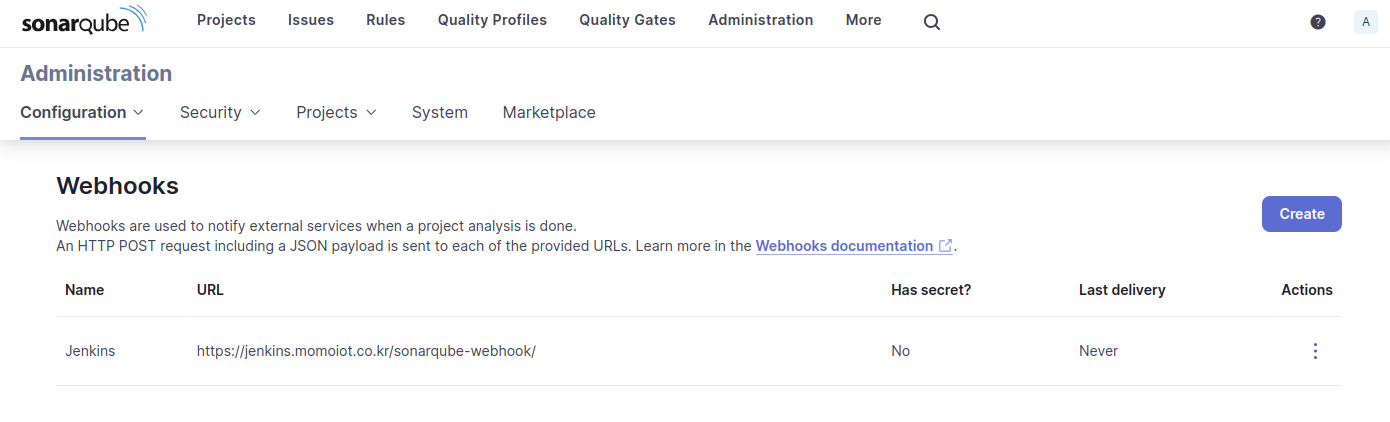 sonarqube Projects Issues Rules Quality Profiles Quality Gates Administration More ? A
Administration
Configuration Security Projects System Marketplace
Webhooks
Create
Webhooks are used to notify external services when a project analysis is done.
An HTTP POST request including a JSON payload is sent to each of the provided URLs. Learn more in the Webhooks documentation.
Name URL Has secret? Last delivery Actions
Jenkins https://jenkins.momoiot.co.kr/sonarqube-webhook/ No Never